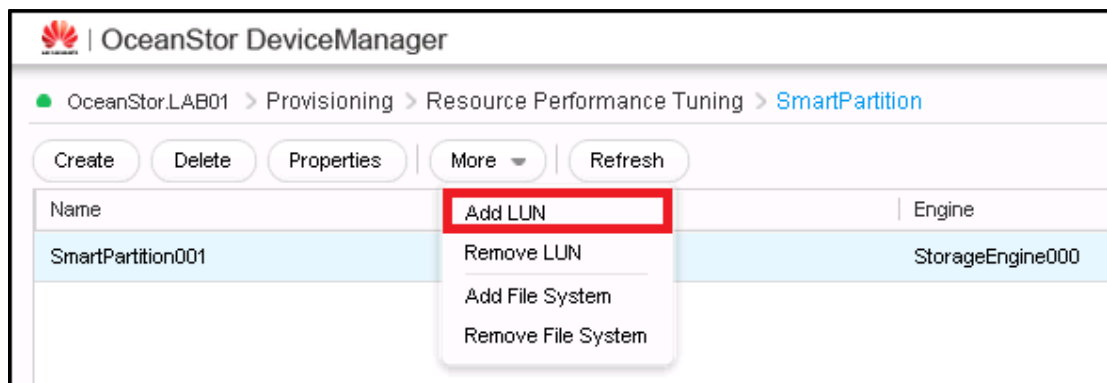 | OceanStor DeviceManager
OceanStor.LAB01 > Provisioning > Resource Performance Tuning > SmartPartition
Create Delete Properties More Refresh
Name Engine
Add LUN
SmartPartition001 StorageEngine000
Remove LUN
Add File System
Remove File System